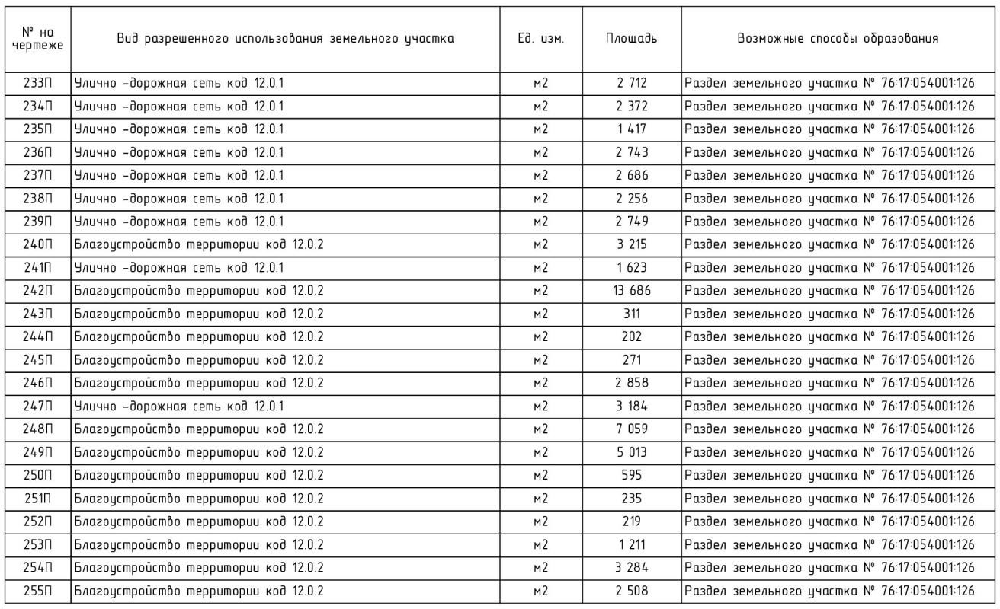 № на чертеже Вид разрешенного использования земельного участка Ед. изм. Площадь Возможные способы образования
233П Улично -дорожная сеть код 12.0.1 м2 2 712 Раздел земельного участка № 76:17:054001:126
234П Улично -дорожная сеть код 12.0.1 м2 2 372 Раздел земельного участка № 76:17:054001:126
235П Улично -дорожная сеть код 12.0.1 м2 1 417 Раздел земельного участка № 76:17:054001:126
236П Улично -дорожная сеть код 12.0.1 м2 2 743 Раздел земельного участка № 76:17:054001:126
237П Улично -дорожная сеть код 12.0.1 м2 2 686 Раздел земельного участка № 76:17:054001:126
238П Улично -дорожная сеть код 12.0.1 м2 2 256 Раздел земельного участка № 76:17:054001:126
239П Улично -дорожная сеть код 12.0.1 м2 2 749 Раздел земельного участка № 76:17:054001:126
240П Благоустройство территории код 12.0.2 м2 3 215 Раздел земельного участка № 76:17:054001:126
241П Улично -дорожная сеть код 12.0.1 м2 1 623 Раздел земельного участка № 76:17:054001:126
242П Благоустройство территории код 12.0.2 м2 13 686 Раздел земельного участка № 76:17:054001:126
243П Благоустройство территории код 12.0.2 м2 311 Раздел земельного участка № 76:17:054001:126
244П Благоустройство территории код 12.0.2 м2 202 Раздел земельного участка № 76:17:054001:126
245П Благоустройство территории код 12.0.2 м2 271 Раздел земельного участка № 76:17:054001:126
246П Благоустройство территории код 12.0.2 м2 2 858 Раздел земельного участка № 76:17:054001:126
247П Улично -дорожная сеть код 12.0.1 м2 3 184 Раздел земельного участка № 76:17:054001:126
248П Благоустройство территории код 12.0.2 м2 7 059 Раздел земельного участка № 76:17:054001:126
249П Благоустройство территории код 12.0.2 м2 5 013 Раздел земельного участка № 76:17:054001:126
250П Благоустройство территории код 12.0.2 м2 595 Раздел земельного участка № 76:17:054001:126
251П Благоустройство территории код 12.0.2 м2 235 Раздел земельного участка № 76:17:054001:126
252П Благоустройство территории код 12.0.2 м2 219 Раздел земельного участка № 76:17:054001:126
253П Благоустройство территории код 12.0.2 м2 1 211 Раздел земельного участка № 76:17:054001:126
254П Благоустройство территории код 12.0.2 м2 3 284 Раздел земельного участка № 76:17:054001:126
255П Благоустройство территории код 12.0.2 м2 2 508 Раздел земельного участка № 76:17:054001:126